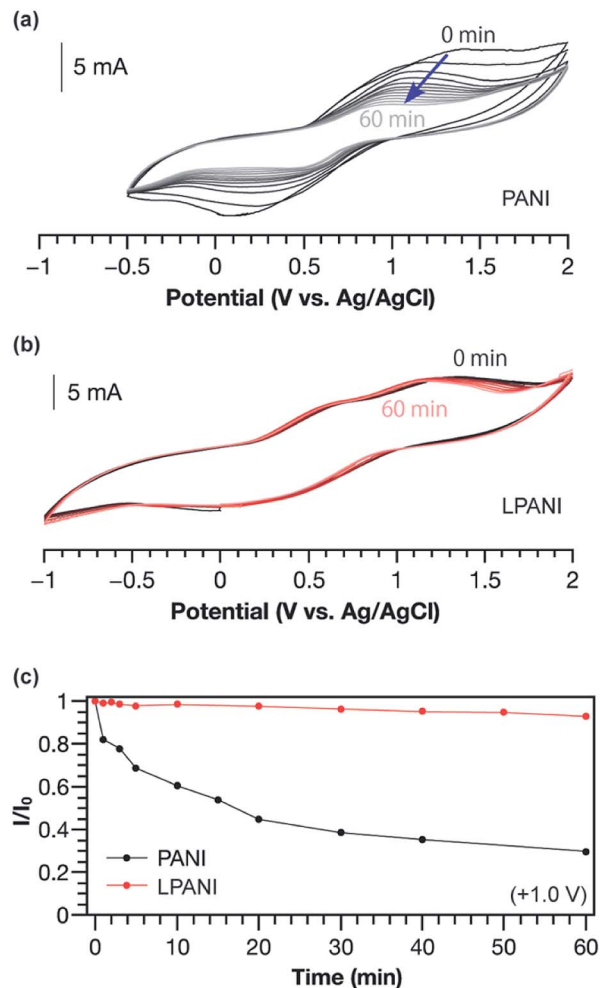 (a)
0 min
5 mA
60 min
PANI
−1 −0.5 0 0.5 1 1.5 2
Potential (V vs. Ag/AgCl)
(b)
0 min
5 mA
60 min
LPANI
−1 −0.5 0 0.5 1 1.5 2
Potential (V vs. Ag/AgCl)
(c)
1
0.8
0.6
0.4
0.2
0
I/I₀
PANI
LPANI
(+1.0 V)
0 10 20 30 40 50 60
Time (min)